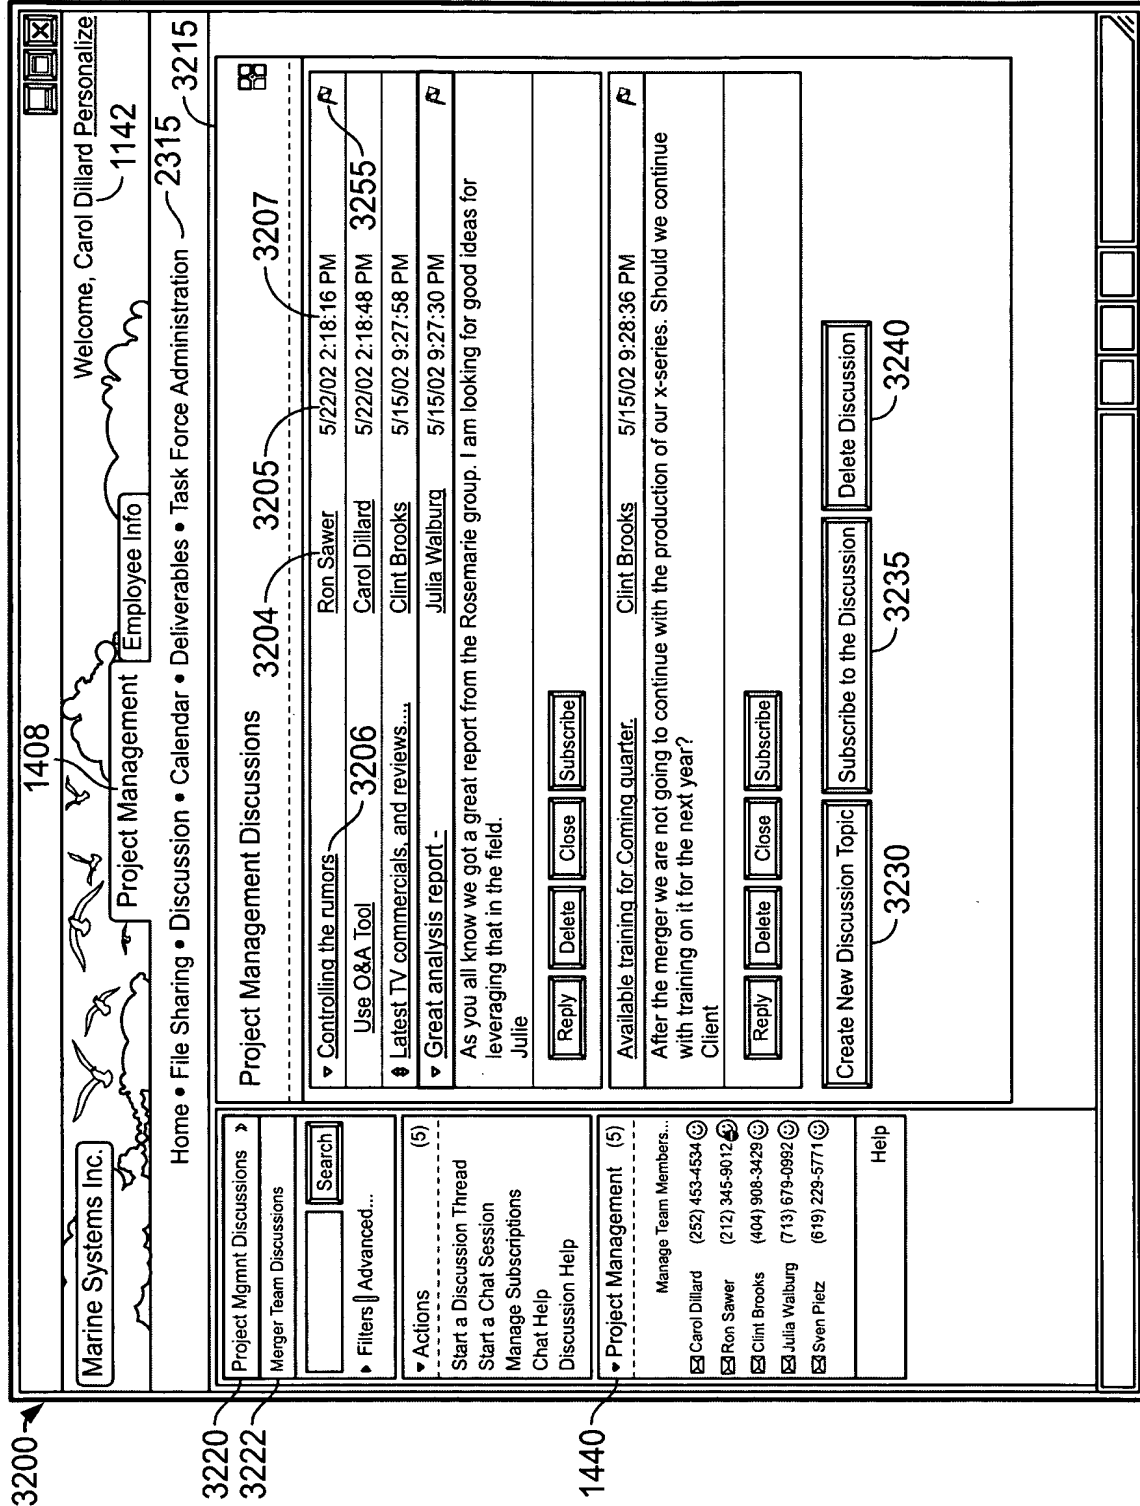 3200
1408
Marine Systems Inc.
Project Management
Employee Info
Welcome, Carol Dillard Personalize
1142
Home • File Sharing • Discussion • Calendar • Deliverables • Task Force Administration
2315
3215
3220
Project Mgmnt Discussions »
3222
Merger Team Discussions
Search
Filters Advanced...
Actions (5)
Start a Discussion Thread
Start a Chat Session
Manage Subscriptions
Chat Help
Discussion Help
1440
Project Management (5)
Manage Team Members...
Carol Dillard (252) 453-4534
Ron Sawer (212) 345-9012
Clint Brooks (404) 908-3429
Julia Walburg (713) 679-0992
Sven Pietz (619) 229-5771
Help
Project Management Discussions
3204
3205
3207
Controlling the rumors Ron Sawer 5/22/02 2:18:16 PM
3206
3255
Use O&A Tool Carol Dillard 5/22/02 2:18:48 PM
Latest TV commercials, and reviews.... Clint Brooks 5/15/02 9:27:58 PM
Great analysis report - Julia Walburg 5/15/02 9:27:30 PM
As you all know we got a great report from the Rosemarie group. I am looking for good ideas for
leveraging that in the field.
Julie
Reply Delete Close Subscribe
Available training for Coming quarter. Clint Brooks 5/15/02 9:28:36 PM
After the merger we are not going to continue with the production of our x-series. Should we continue
with training on it for the next year?
Client
Reply Delete Close Subscribe
Create New Discussion Topic Subscribe to the Discussion Delete Discussion
3230
3235
3240